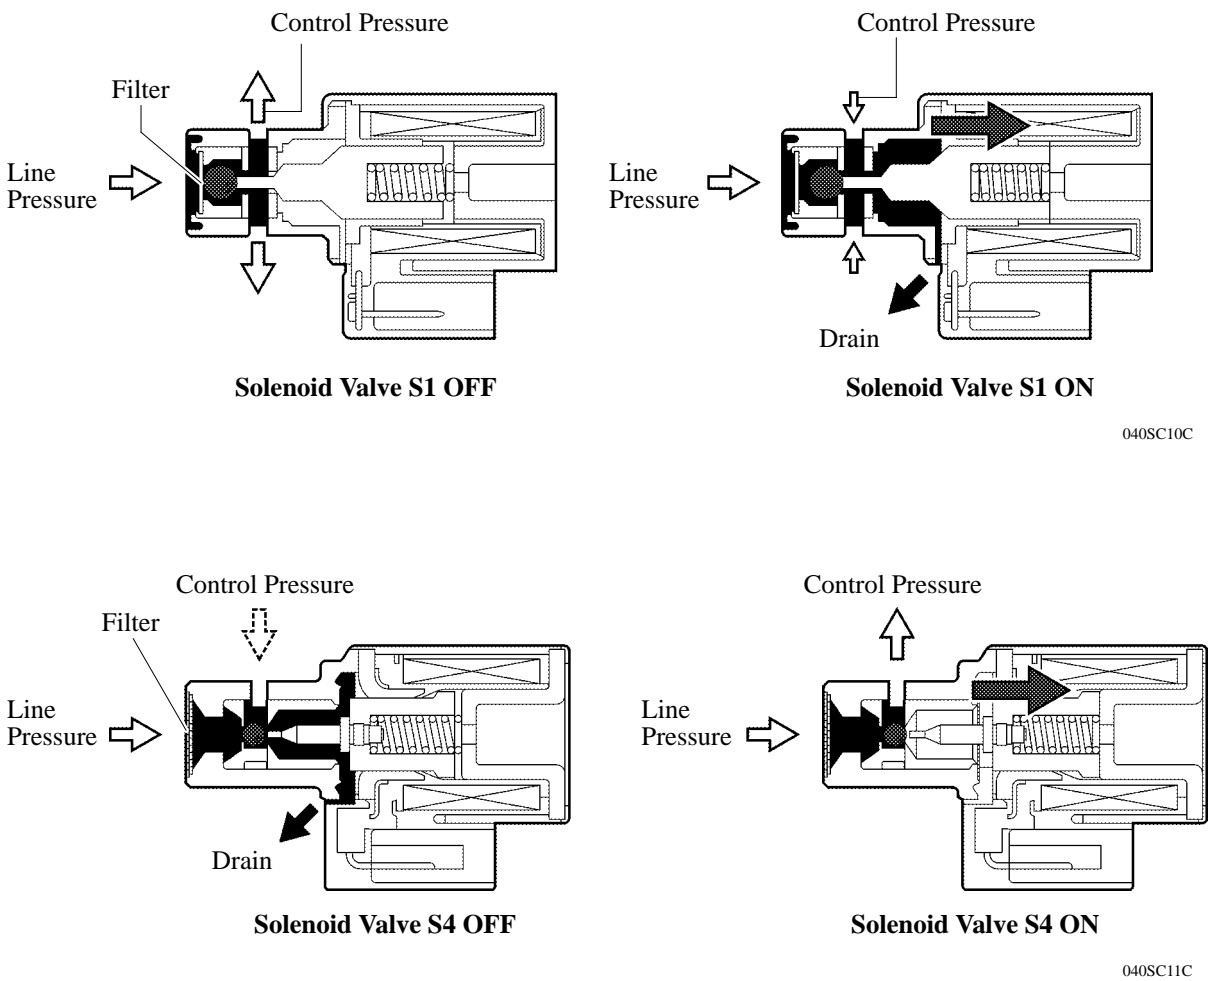 Control Pressure
Control Pressure
Filter
Line
Pressure
Line
Pressure
Drain
Solenoid Valve S1 OFF
Solenoid Valve S1 ON
040SC10C
Control Pressure
Control Pressure
Filter
Line
Pressure
Line
Pressure
Drain
Solenoid Valve S4 OFF
Solenoid Valve S4 ON
040SC11C